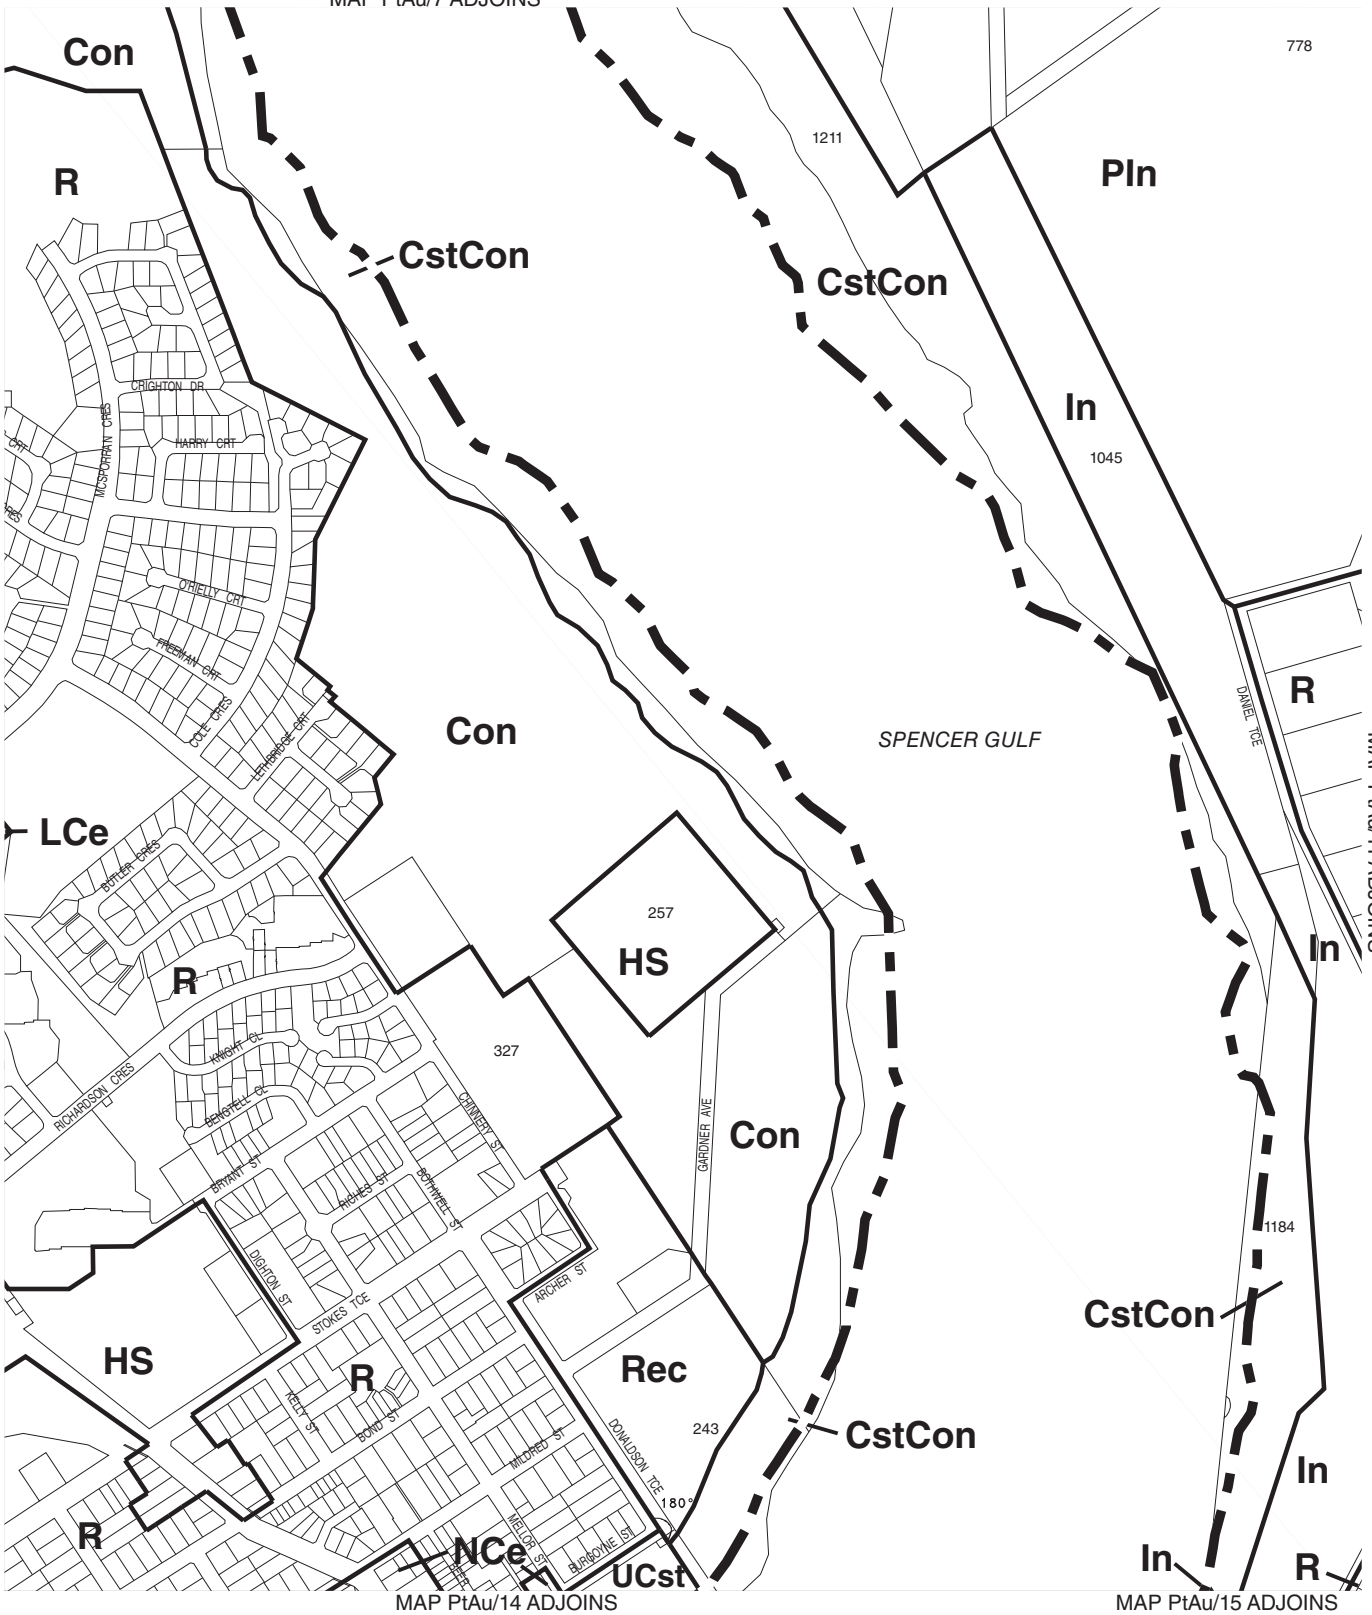 MAP PtAu/7 ADJOINS
Con
778
1211
R
PIn
CstCon
CstCon
CRIGHTON DR
In
MCSPORRAN CRES
HARRY CRT
CRT
1045
RES
O'RIELLY CRT
FREEMAN CRT
R
COLE CRES
LETHBRIDGE CRT
DANIEL TCE
Con
SPENCER GULF
LCe
BUTLER CRES
257
HS
In
R
327
KNIGHT CL
RICHARDSON CRES
BENGTELL CL
CHINNERY ST
GARDNER AVE
Con
BRYANT ST
RICHES ST
BOTHWELL ST
1184
DIGHTON ST
ARCHER ST
STOKES TCE
CstCon
HS
R
Rec
KELLY ST
BOND ST
243
CstCon
MILDRED ST
DONALDSON TCE
In
180°
R
MELLOR ST
BURGOYNE ST
NCe
UCst
In
R
MAP PtAu/14 ADJOINS
MAP PtAu/15 ADJOINS